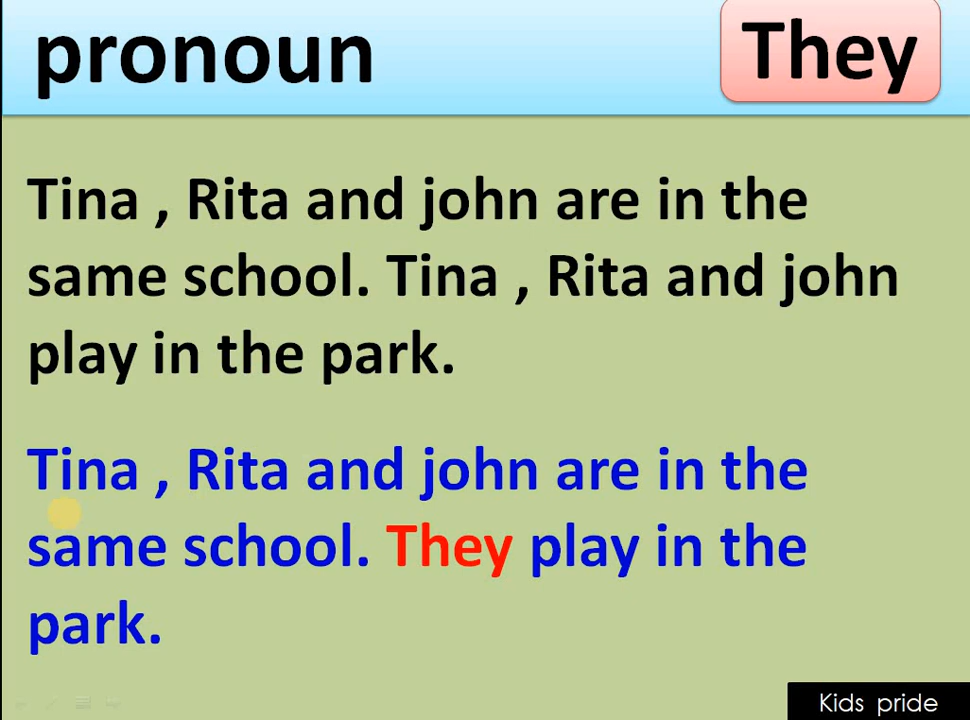 pronoun
They
Tina , Rita and john are in the
same school. Tina , Rita and john
play in the park.
Tina , Rita and john are in the
same school. They play in the
park.
Kids pride